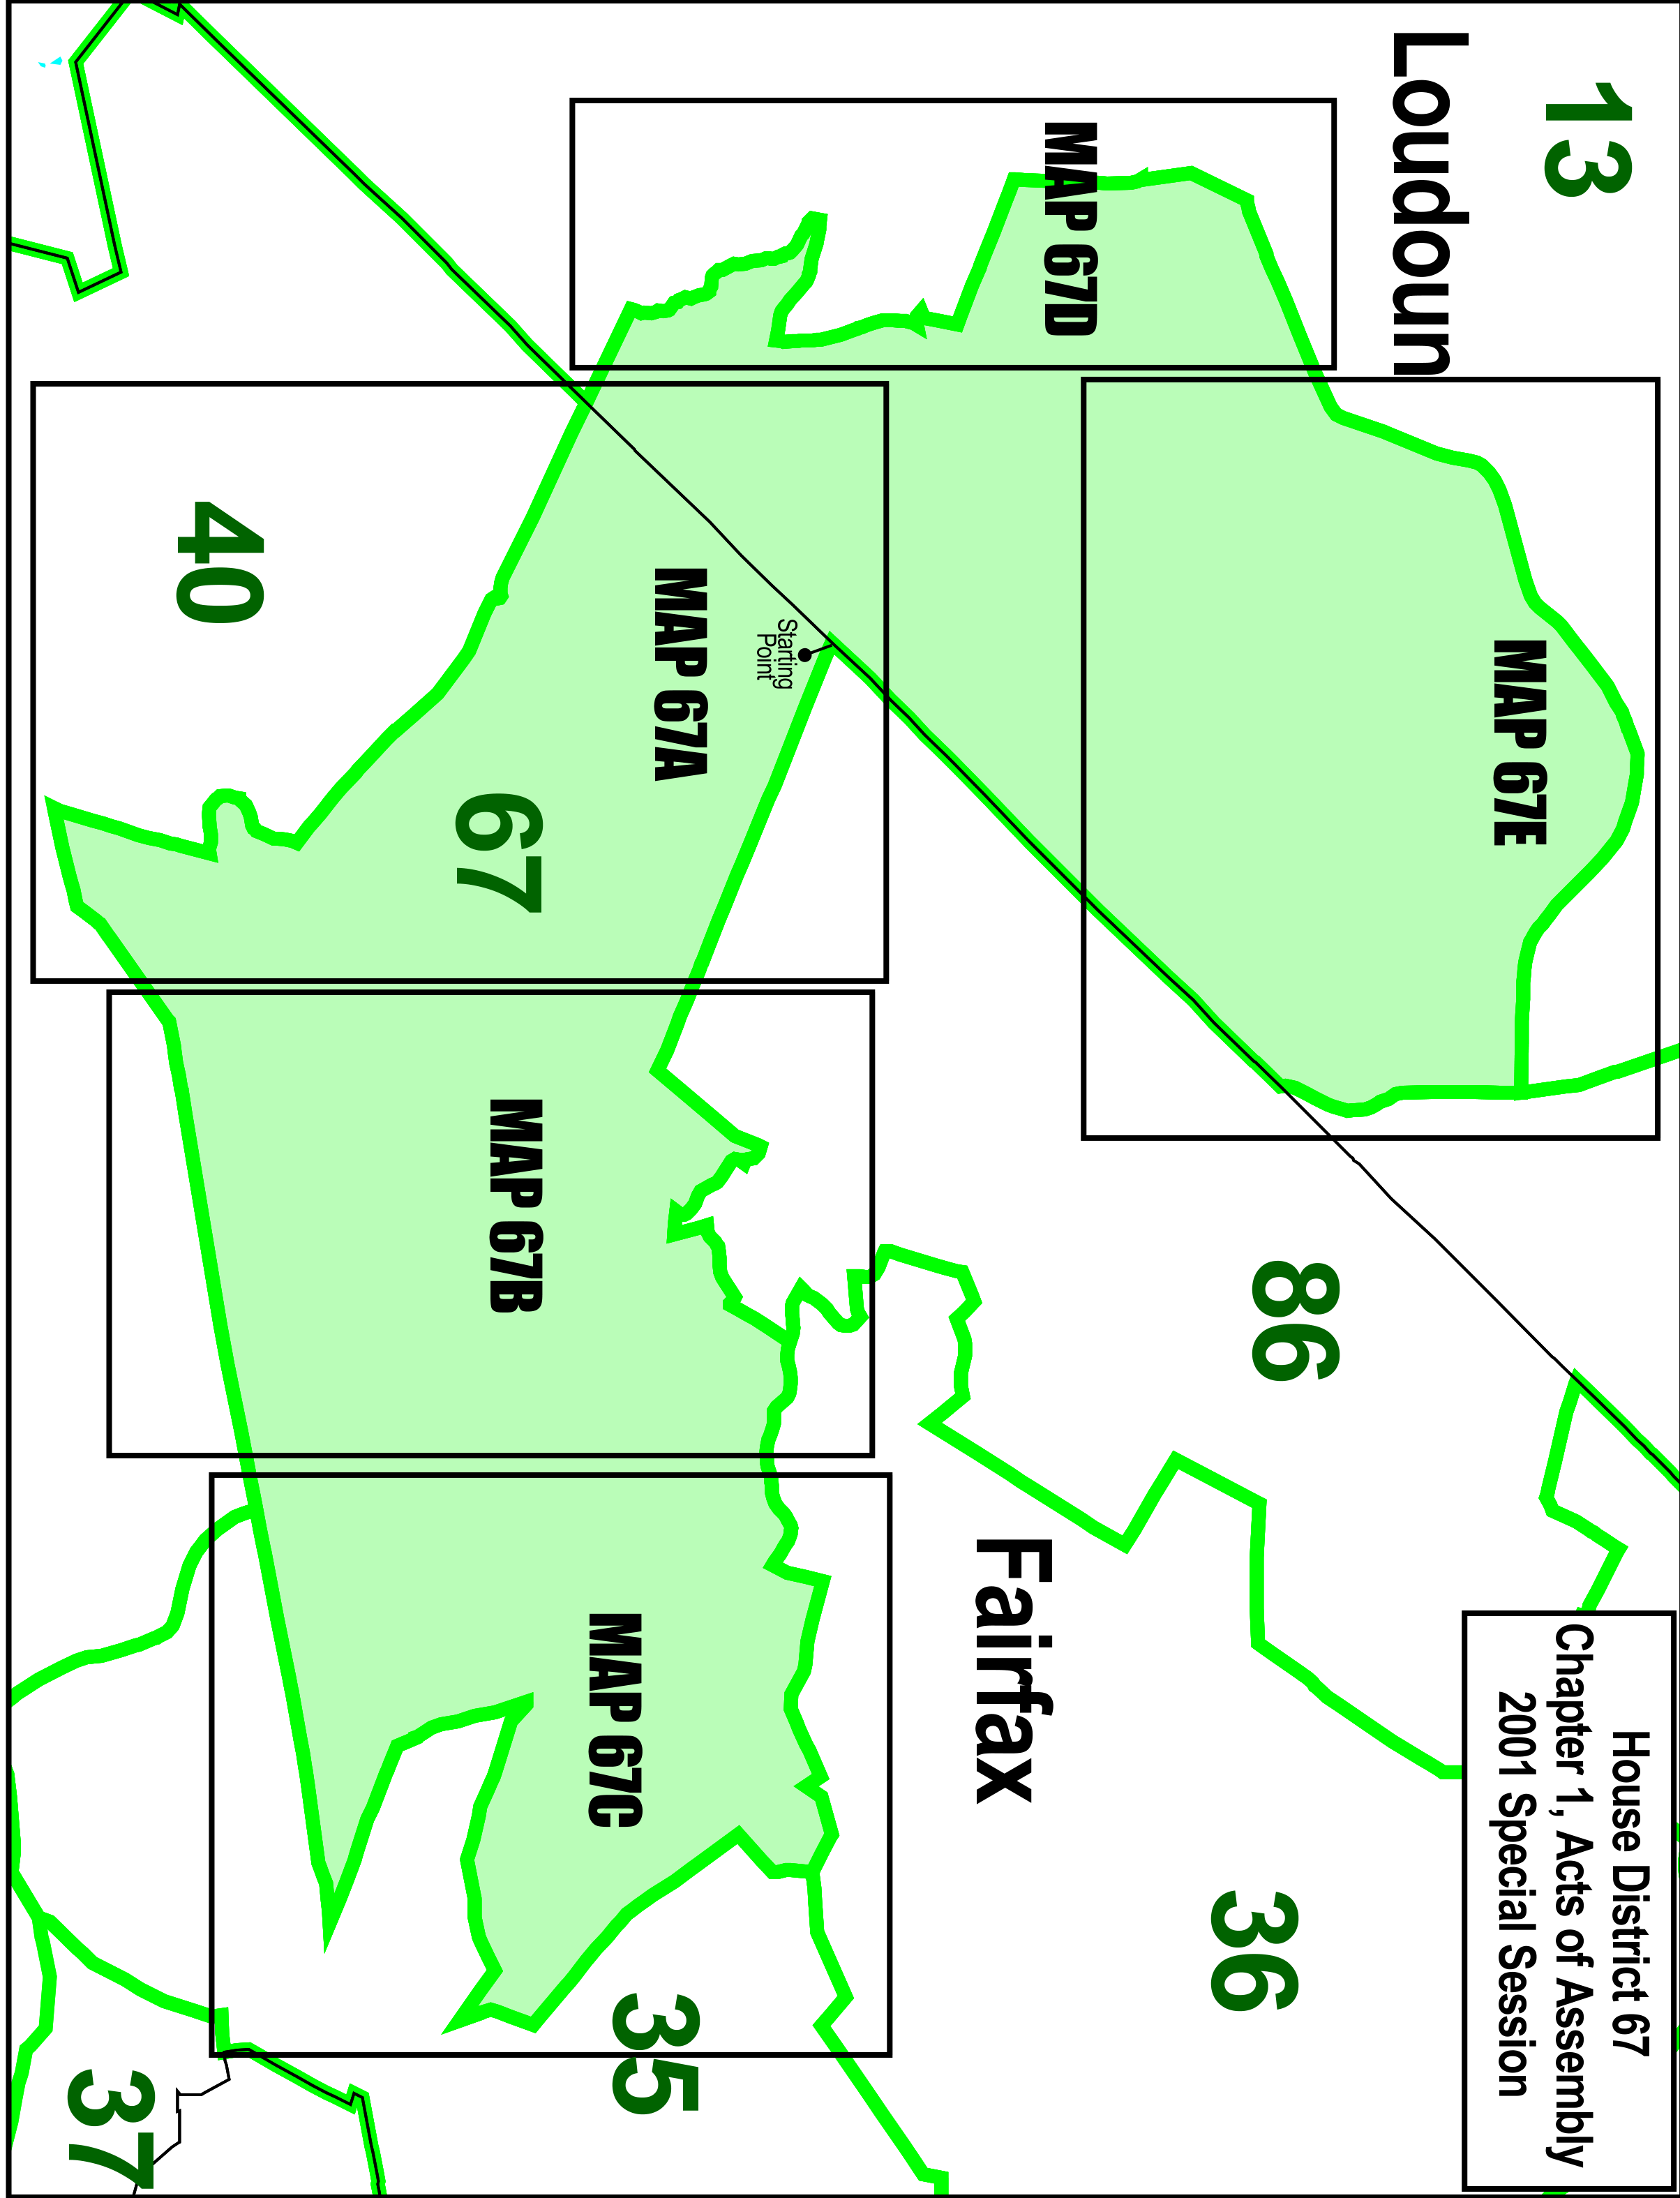 House District 67
Chapter 1, Acts of Assembly
2001 Special Session
13
Loudoun
MAP 67E
86
36
MAP 67D
Fairfax
Starting
Point
MAP 67A
67
MAP 67B
MAP 67C
35
40
37